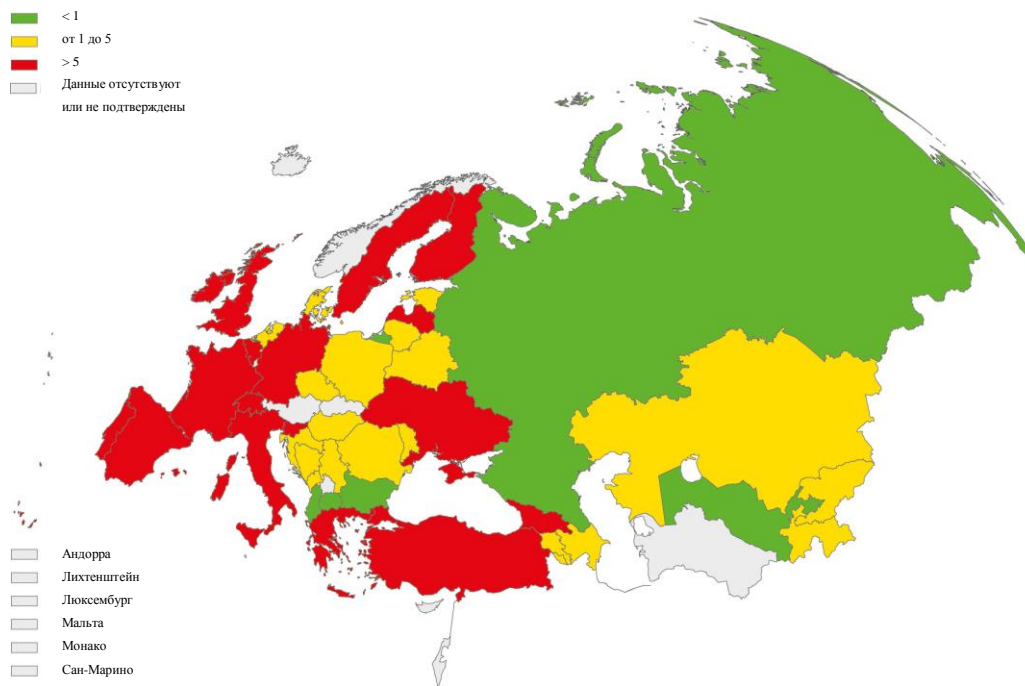 < 1
от 1 до 5
> 5
Данные отсутствуют
или не подтверждены
Андорра
Лихтенштейн
Люксембург
Мальта
Монако
Сан-Марино